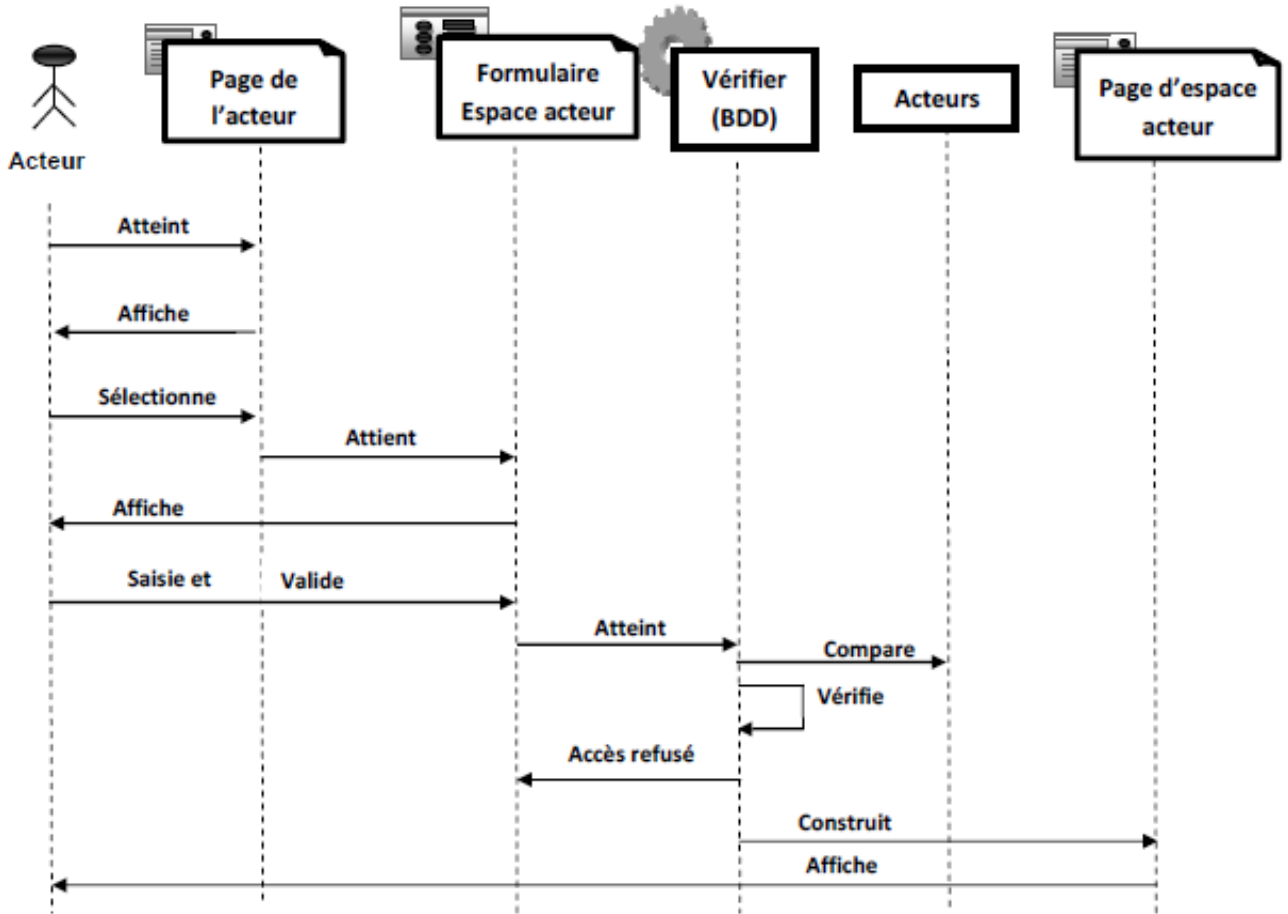 Page de
l'acteur
Formulaire
Espace acteur
Vérifier
(BDD)
Acteurs
Page d'espace
acteur
Acteur
Atteint
Affiche
Sélectionne
Attient
Affiche
Saisie et Valide
Atteint
Compare
Vérifie
Accès refusé
Construit
Affiche